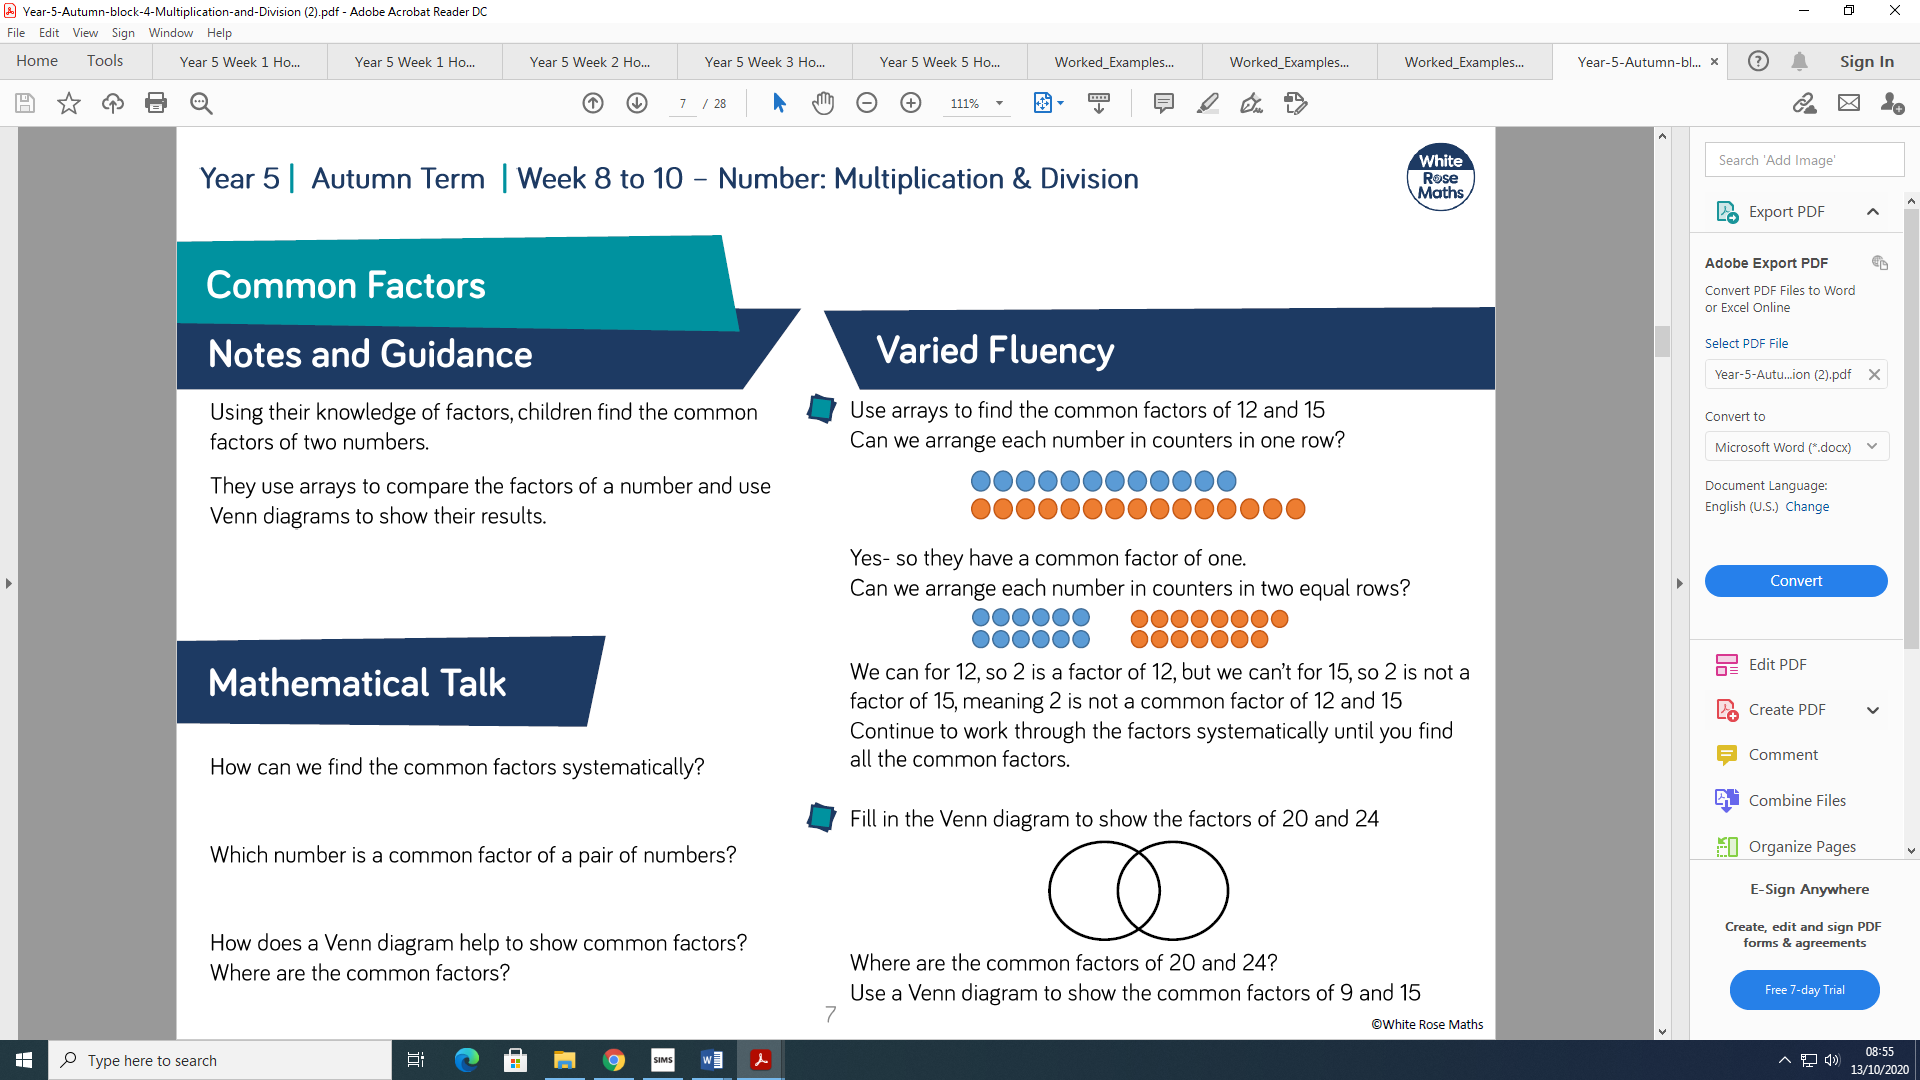 Year-5-Autumn-block-4-Multiplication-and-Division (2).pdf - Adobe Acrobat Reader DC
File Edit View Sign Window Help
Home Tools Year 5 Week 1 Ho... Year 5 Week 1 Ho... Year 5 Week 2 Ho... Year 5 Week 3 Ho... Year 5 Week 5 Ho... Worked_Examples... Worked_Examples... Worked_Examples... Year-5-Autumn-bl... Sign In
7 / 28 111%
Year 5 | Autumn Term | Week 8 to 10 – Number: Multiplication & Division
White
Rose
Maths
Common Factors
Notes and Guidance
Using their knowledge of factors, children find the common
factors of two numbers.
They use arrays to compare the factors of a number and use
Venn diagrams to show their results.
Mathematical Talk
How can we find the common factors systematically?
Which number is a common factor of a pair of numbers?
How does a Venn diagram help to show common factors?
Where are the common factors?
Varied Fluency
Use arrays to find the common factors of 12 and 15
Can we arrange each number in counters in one row?
Yes- so they have a common factor of one.
Can we arrange each number in counters in two equal rows?
We can for 12, so 2 is a factor of 12, but we can't for 15, so 2 is not a
factor of 15, meaning 2 is not a common factor of 12 and 15
Continue to work through the factors systematically until you find
all the common factors.
Fill in the Venn diagram to show the factors of 20 and 24
Where are the common factors of 20 and 24?
Use a Venn diagram to show the common factors of 9 and 15
7
©White Rose Maths
Search 'Add Image'
Export PDF
Adobe Export PDF
Convert PDF Files to Word
or Excel Online
Select PDF File
Year-5-Autu...ion (2).pdf
Convert to
Microsoft Word (*.docx)
Document Language:
English (U.S.) Change
Convert
Edit PDF
Create PDF
Comment
Combine Files
Organize Pages
E-Sign Anywhere
Create, edit and sign PDF
forms & agreements
Free 7-day Trial
Type here to search
SIMS
08:55
13/10/2020